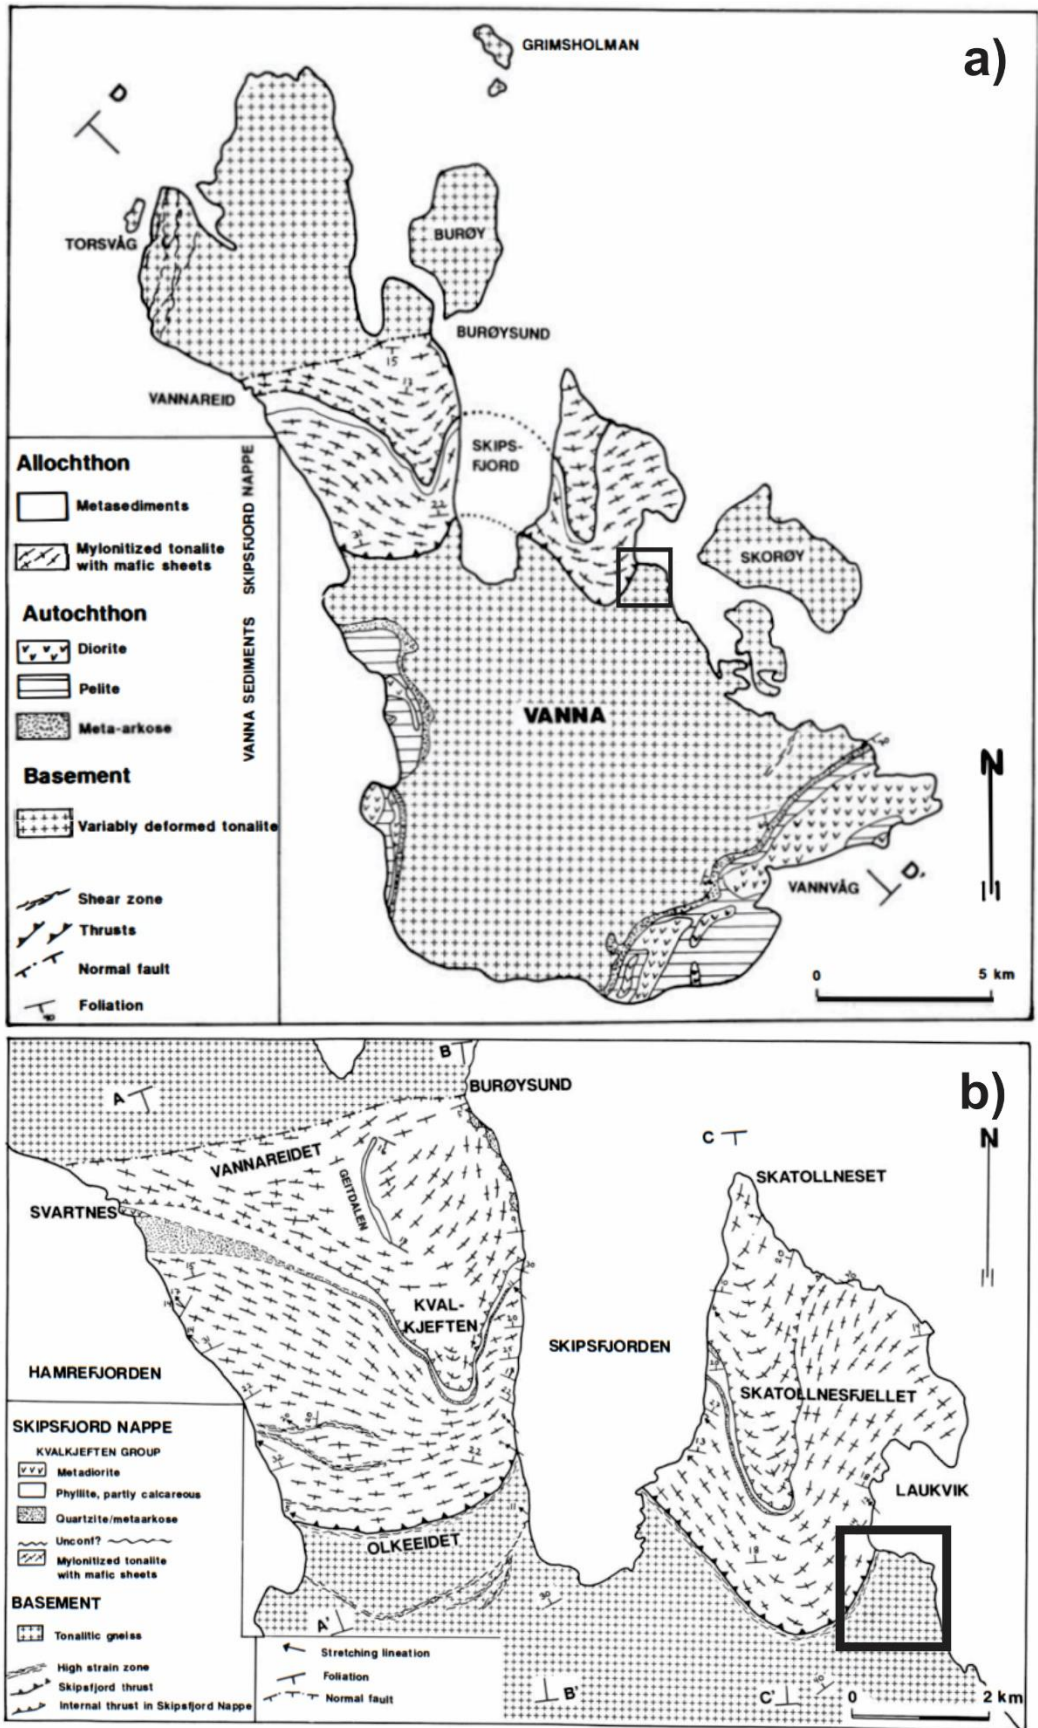 a)
GRIMSHOLMAN
D
TORSVÅG
BURØY
BURØYSUND
VANNAREID
15
13
SKIPS-
FJORD
22
SKORØY
VANNA
VANNVÅG
D'
N
0 5 km
Allochthon
Metasediments
Mylonitized tonalite
with mafic sheets
SKIPSFJORD NAPPE
Autochthon
Diorite
Pelite
Meta-arkose
VANNA SEDIMENTS
Basement
Variably deformed tonalite
Shear zone
Thrusts
Normal fault
Foliation
b)
B
A
BURØYSUND
VANNAREIDET
GEITDALEN
SVARTNES
C
N
SKATOLLNESET
KVAL-
KJEFTEN
SKIPSFJORDEN
SKATOLLNESFJELLET
HAMREFJORDEN
LAUKVIK
OLKEEIDET
A'
B'
C'
0 2 km
SKIPSFJORD NAPPE
KVALKJEFTEN GROUP
Metadiorite
Phyllite, partly calcareous
Quartzite/metaarkose
Unconf?
Mylonitized tonalite
with mafic sheets
BASEMENT
Tonalitic gneiss
High strain zone
Skipsfjord thrust
Internal thrust in Skipsfjord Nappe
Stretching lineation
Foliation
Normal fault